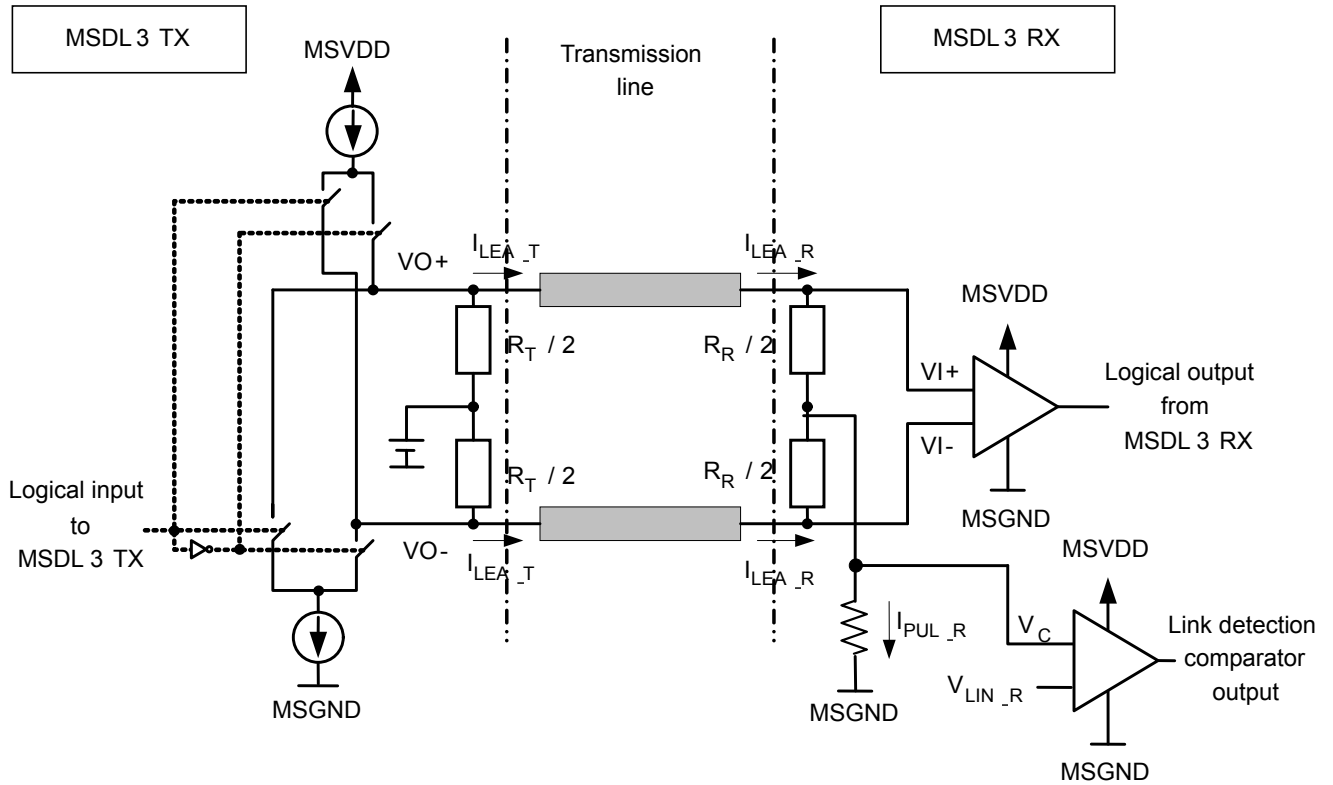 MSDL 3 TX
MSDL 3 RX
MSVDD
Transmission
line
I LEA _T
I LEA _R
VO+
MSVDD
R T / 2
R R / 2
VI+
Logical output
from
MSDL 3 RX
VI-
R T / 2
R R / 2
Logical input
to
MSDL 3 TX
MSGND
VO-
I LEA _T
I LEA _R
MSVDD
I PUL _R
V C
Link detection
comparator
output
V LIN _R
MSGND
MSGND
MSGND